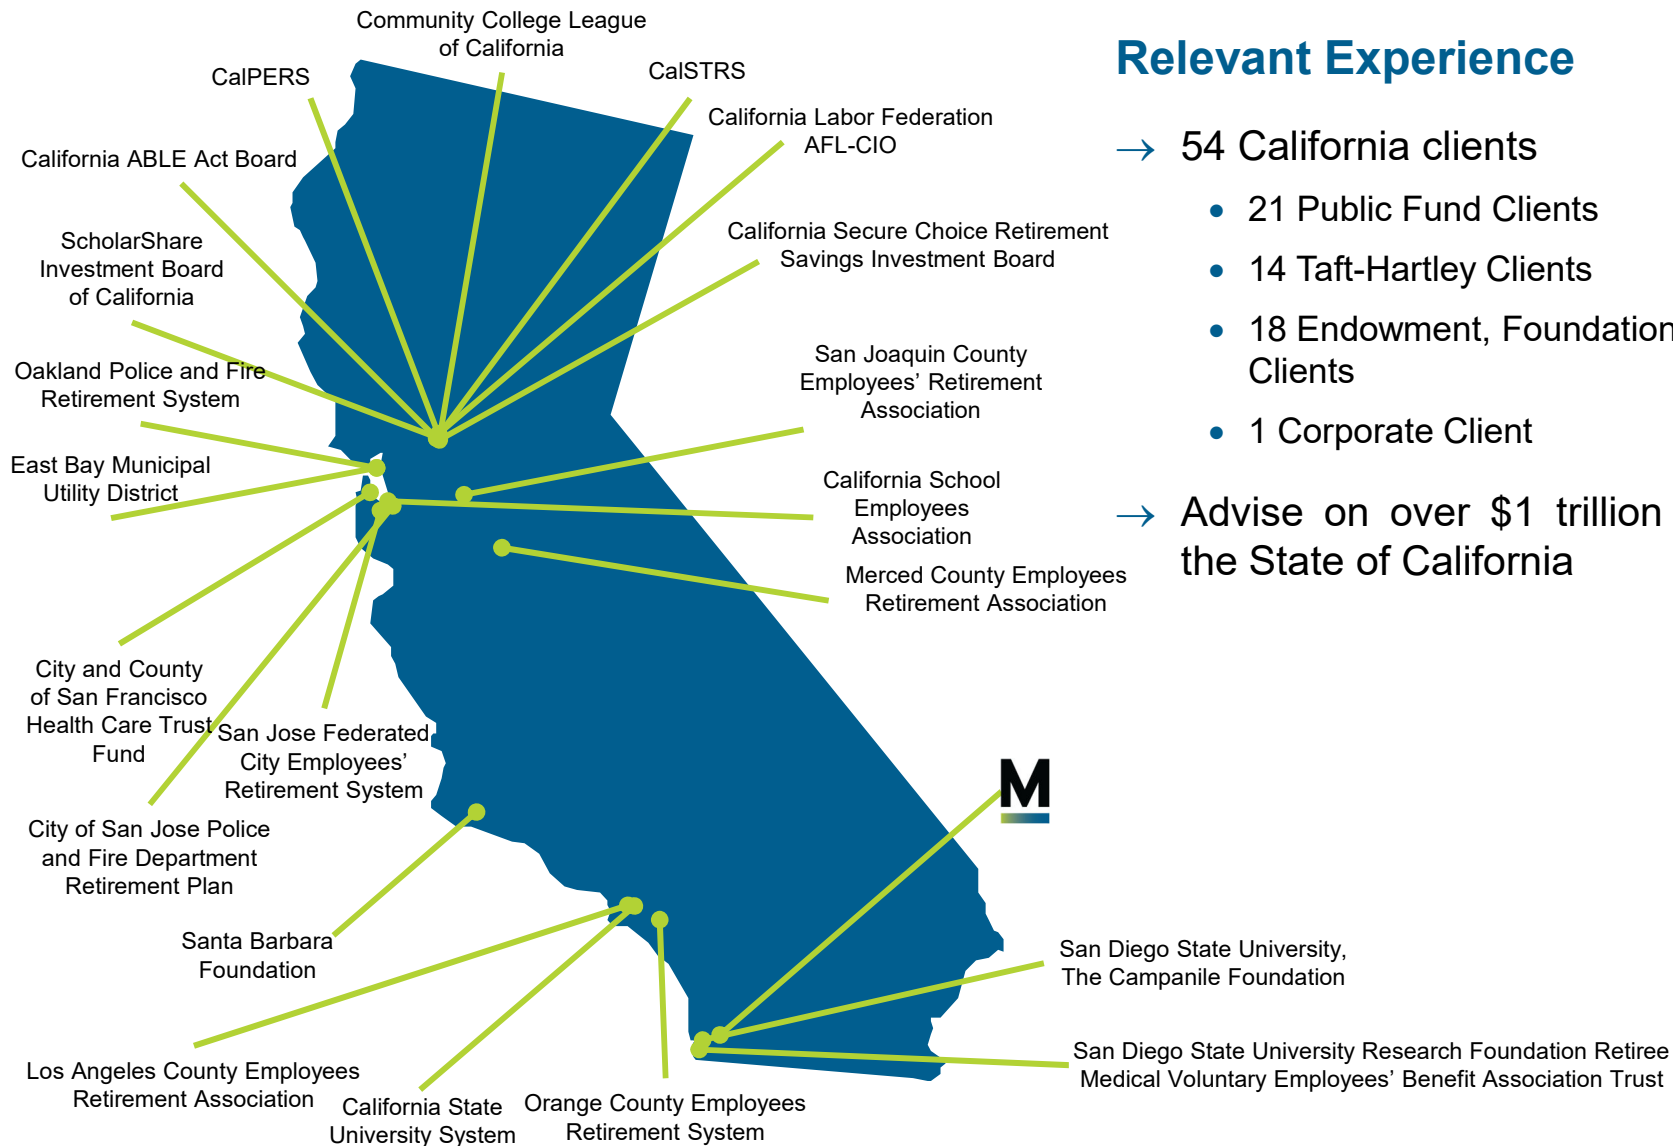 Community College League
of California
CalPERS
CalSTRS
California Labor Federation
AFL-CIO
California ABLE Act Board
ScholarShare
Investment Board
of California
California Secure Choice Retirement
Savings Investment Board
Oakland Police and Fire
Retirement System
San Joaquin County
Employees’ Retirement
Association
East Bay Municipal
Utility District
California School
Employees
Association
Merced County Employees
Retirement Association
City and County
of San Francisco
Health Care Trust
Fund
San Jose Federated
City Employees’
Retirement System
City of San Jose Police
and Fire Department
Retirement Plan
M
Santa Barbara
Foundation
San Diego State University,
The Campanile Foundation
Los Angeles County Employees
Retirement Association
California State
University System
Orange County Employees
Retirement System
San Diego State University Research Foundation Retiree
Medical Voluntary Employees’ Benefit Association Trust
Relevant Experience
→ 54 California clients
• 21 Public Fund Clients
• 14 Taft-Hartley Clients
• 18 Endowment, Foundation
Clients
• 1 Corporate Client
→ Advise on over $1 trillion
the State of California